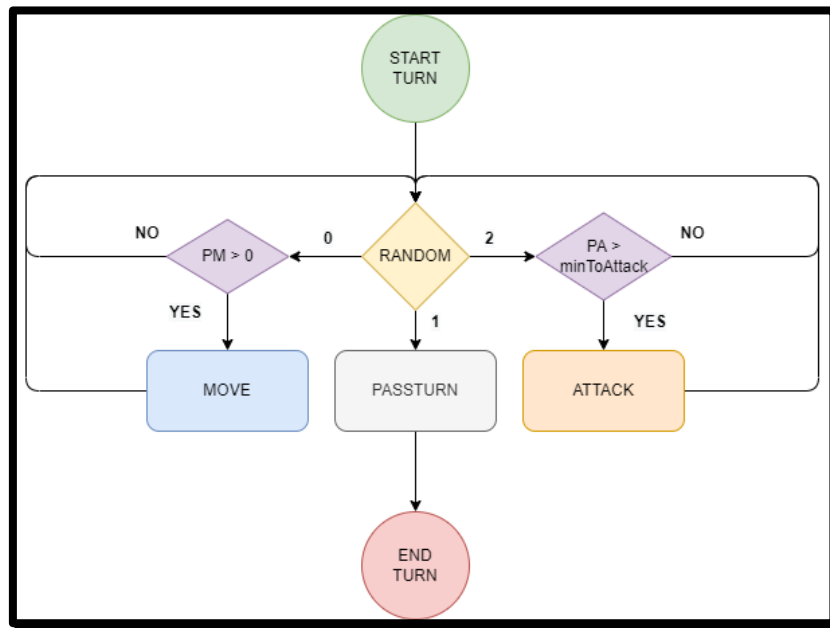 START
TURN
NO
0
2
NO
PM > 0
RANDOM
PA >
minToAttack
YES
1
YES
MOVE
PASSTURN
ATTACK
END
TURN